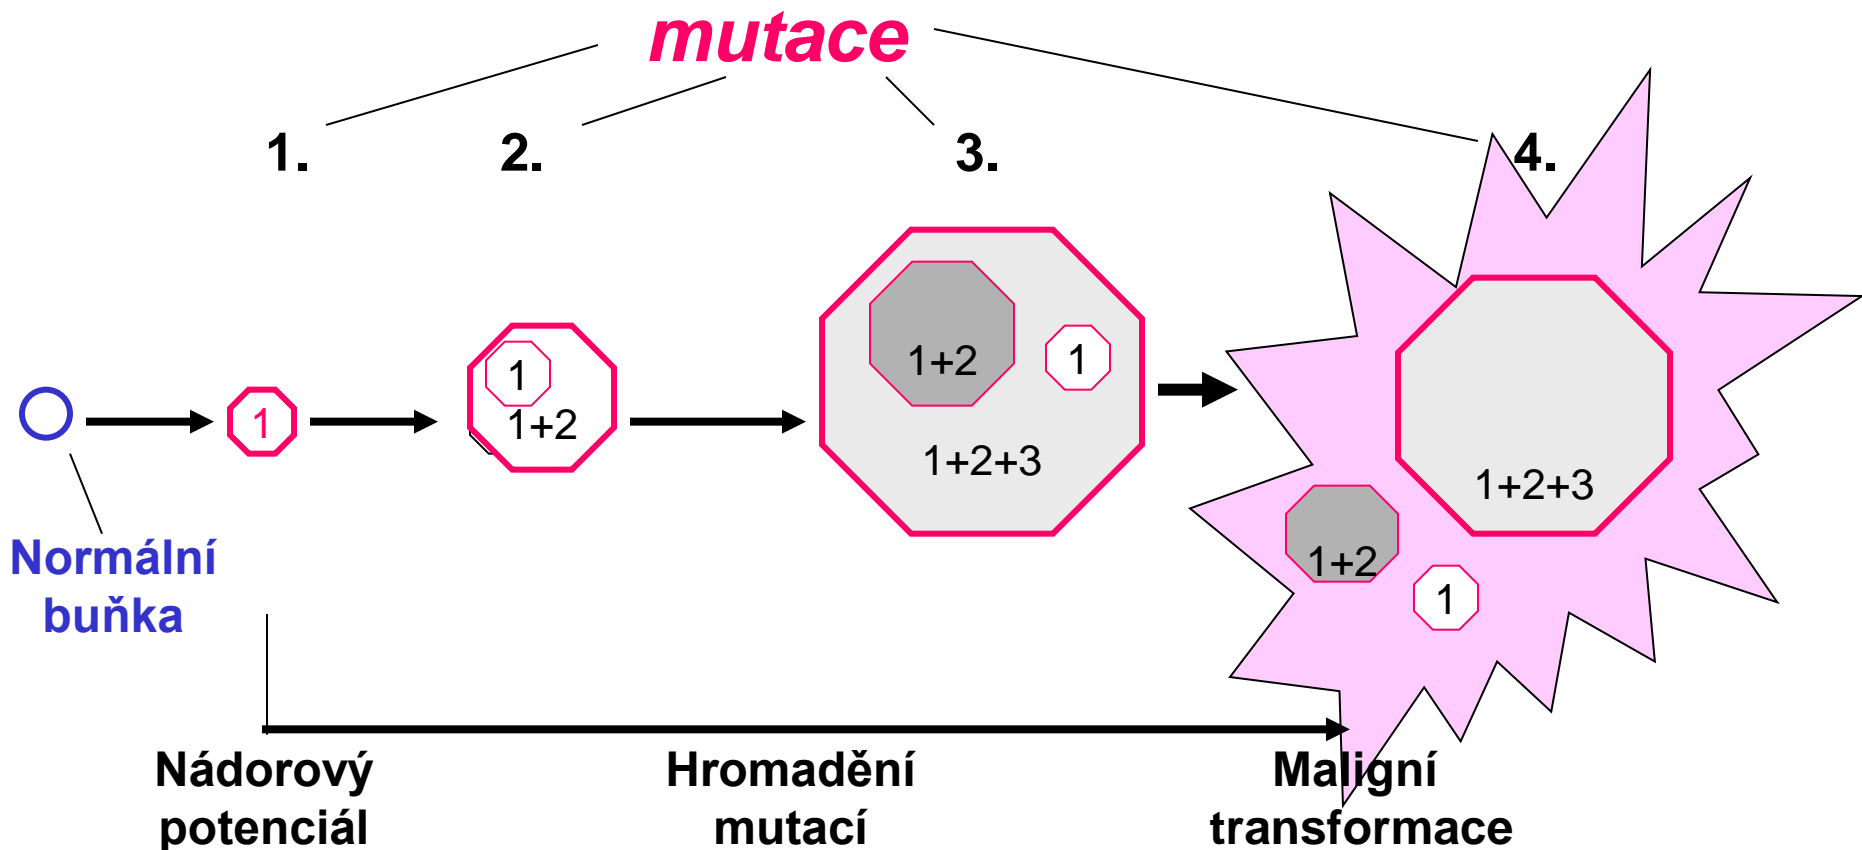 mutace
1. 2. 3. 4.
1
1
1+2
1+2
1
1+2+3
1+2+3
1+2
1
Normální
buňka
Nádorový
potenciál
Hromadění
mutací
Maligní
transformace